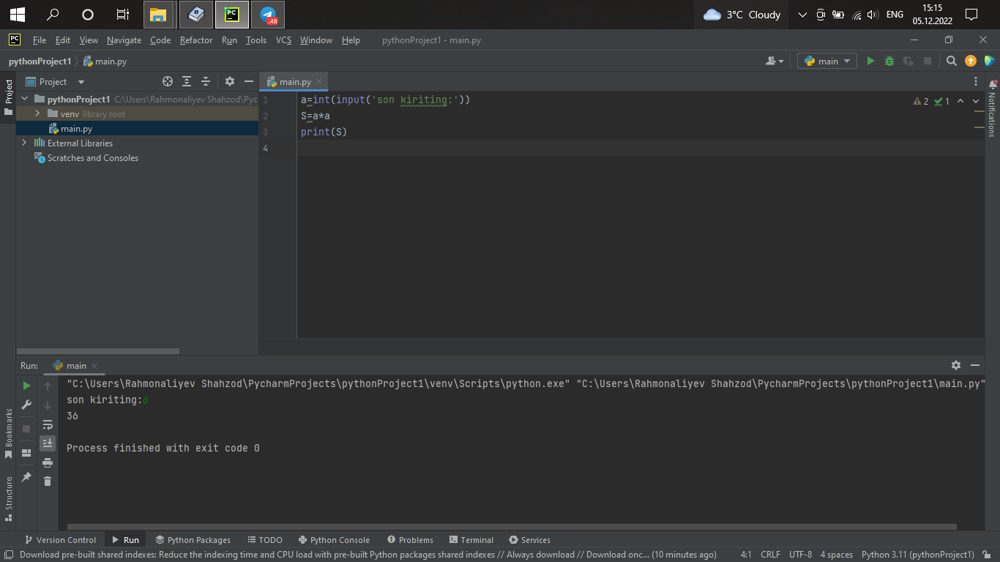 .48
3°C Cloudy
ENG
15:15
05.12.2022
PC File Edit View Navigate Code Refactor Run Tools VCS Window Help pythonProject1 - main.py
pythonProject1 main.py
main
Project
Project
main.py
pythonProject1 C:\Users\Rahmonaliyev Shahzod\Pyc
venv library root
main.py
External Libraries
Scratches and Consoles
1 a=int(input('son kiriting:'))
2 S=a*a
3 print(S)
4
2 1
Notifications
Run: main
"C:\Users\Rahmonaliyev Shahzod\PycharmProjects\pythonProject1\venv\Scripts\python.exe" "C:\Users\Rahmonaliyev Shahzod\PycharmProjects\pythonProject1\main.py"
son kiriting:6
36
Process finished with exit code 0
Bookmarks
Structure
Version Control Run Python Packages TODO Python Console Problems Terminal Services
Download pre-built shared indexes: Reduce the indexing time and CPU load with pre-built Python packages shared indexes // Always download // Download onc... (10 minutes ago) 4:1 CRLF UTF-8 4 spaces Python 3.11 (pythonProject1)